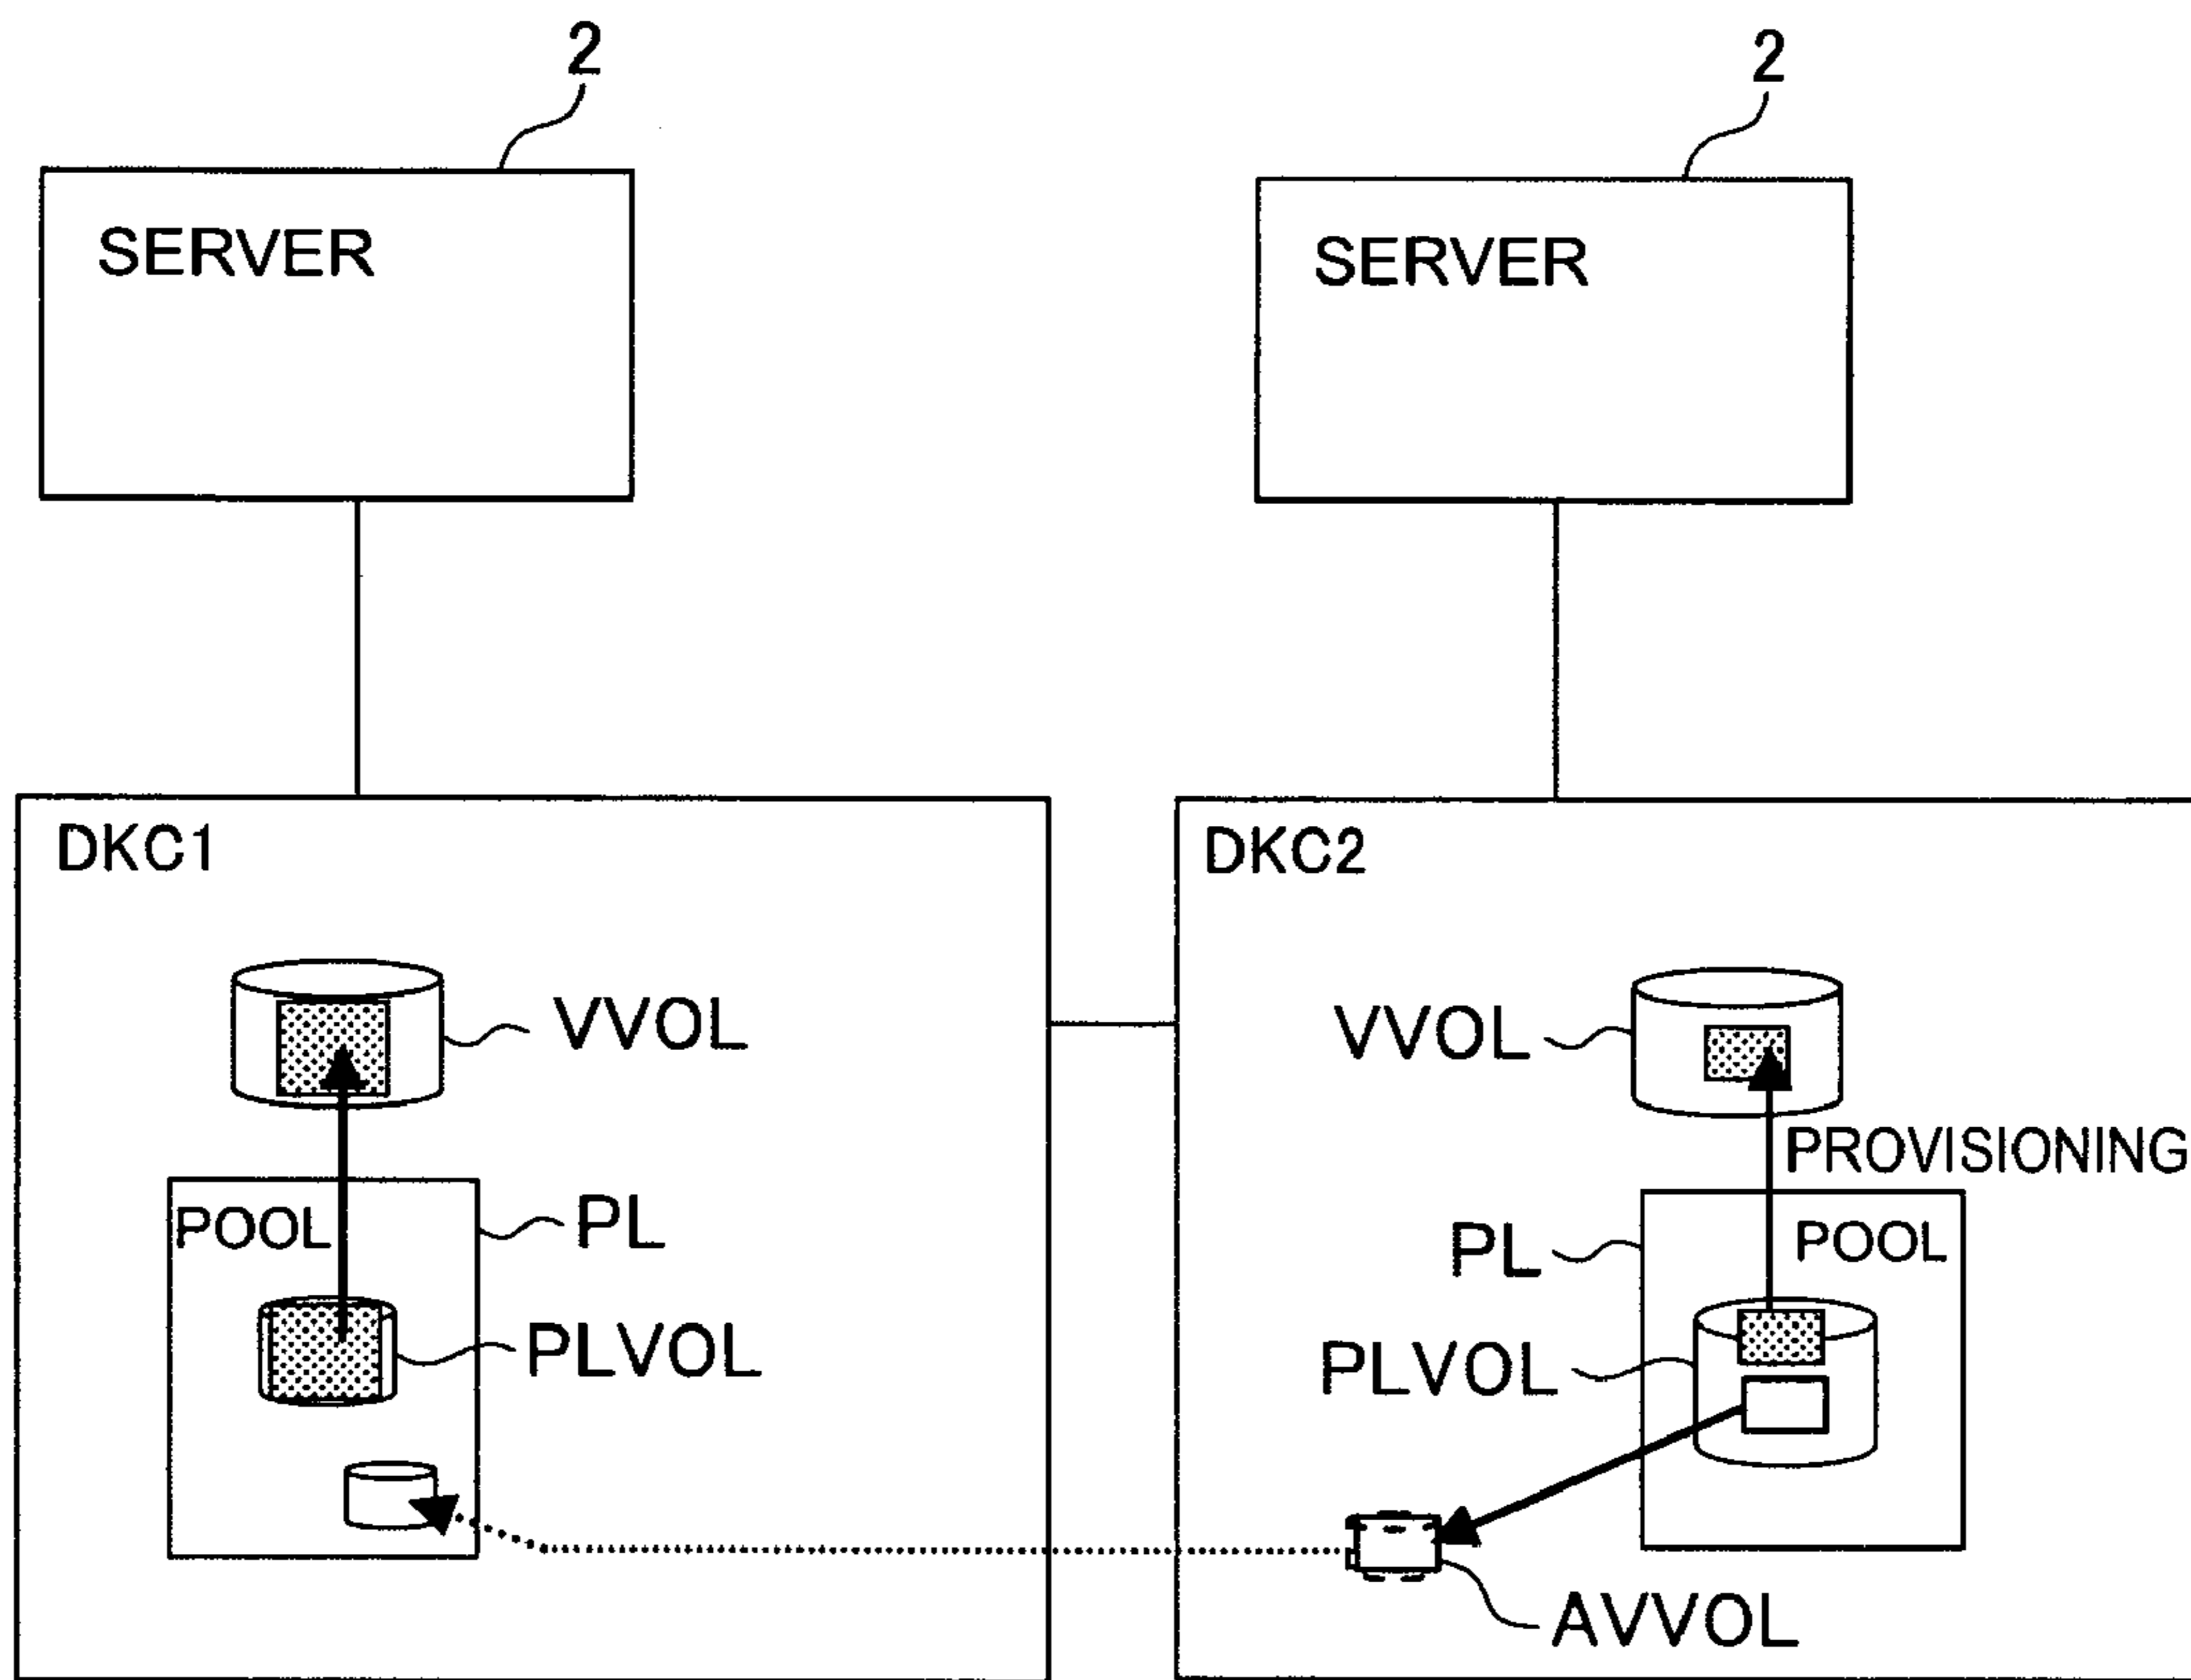 2
2
SERVER
SERVER
DKC1
DKC2
VVOL
VVOL
PROVISIONING
POOL
PL
PL
POOL
PLVOL
PLVOL
AVVOL